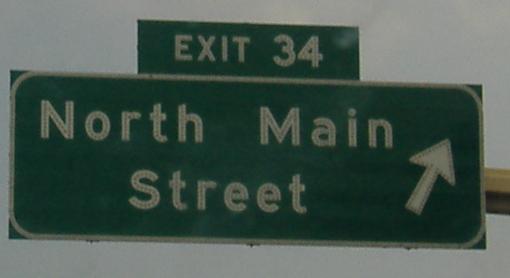 EXIT 34
North Main
Street